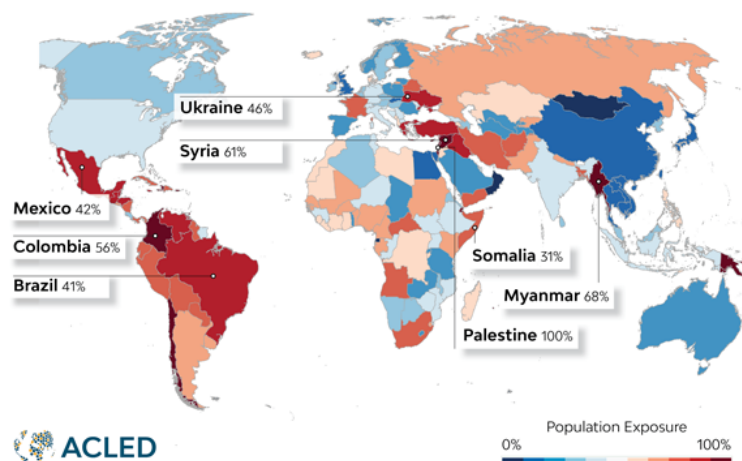 Ukraine 46%
Syria 61%
Mexico 42%
Colombia 56%
Brazil 41%
Somalia 31%
Myanmar 68%
Palestine 100%
ACLED
Population Exposure
0% 100%